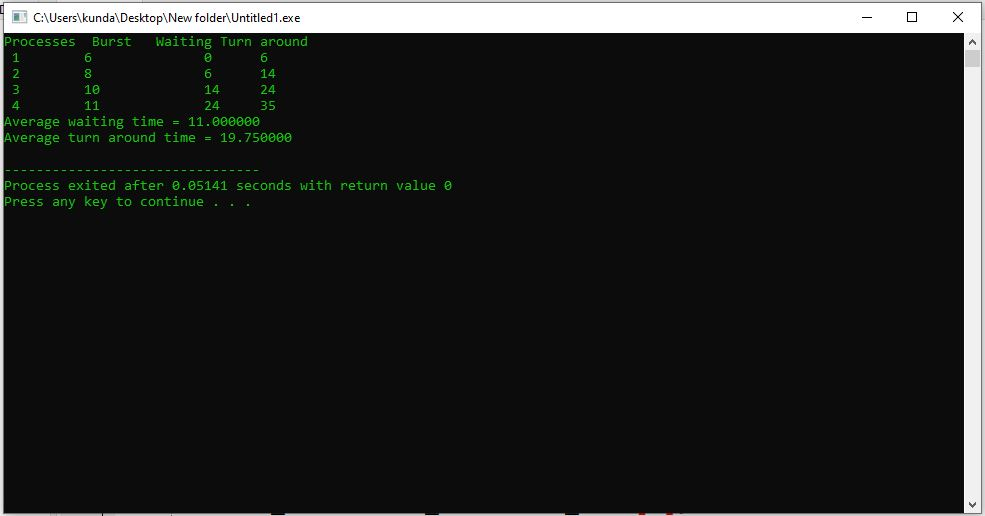 C:\Users\kunda\Desktop\New folder\Untitled1.exe
Processes  Burst   Waiting Turn around
 1        6              0      6
 2        8              6      14
 3        10             14     24
 4        11             24     35
Average waiting time = 11.000000
Average turn around time = 19.750000
--------------------------------
Process exited after 0.05141 seconds with return value 0
Press any key to continue . . .